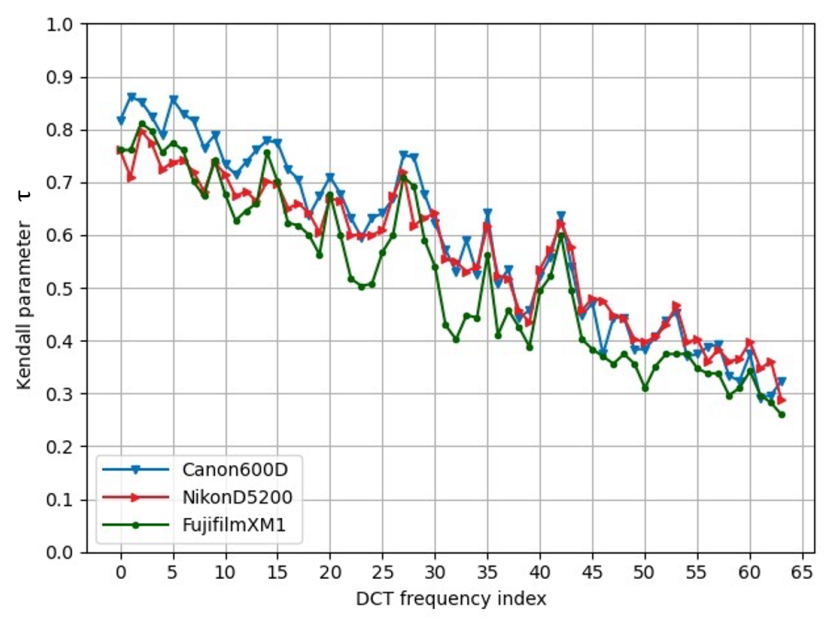 1.0
0.9
0.8
0.7
0.6
0.5
0.4
0.3
0.2
0.1
0.0
Kendall parameter τ
Canon600D
NikonD5200
FujifilmXM1
0 5 10 15 20 25 30 35 40 45 50 55 60 65
DCT frequency index